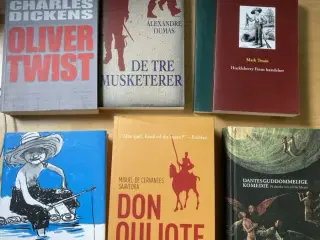 CHARLES
DICKENS
OLIVER
TWIST
ALEXANDRE
DUMAS
DE TRE
MUSKETERER
Mark Twain
Huckleberry Finns
MIGUEL DE CERVANTES
SAAVEDRA
DON
QUIJOTE
DANTES GUDDOMMELIGE
KOMEDIE